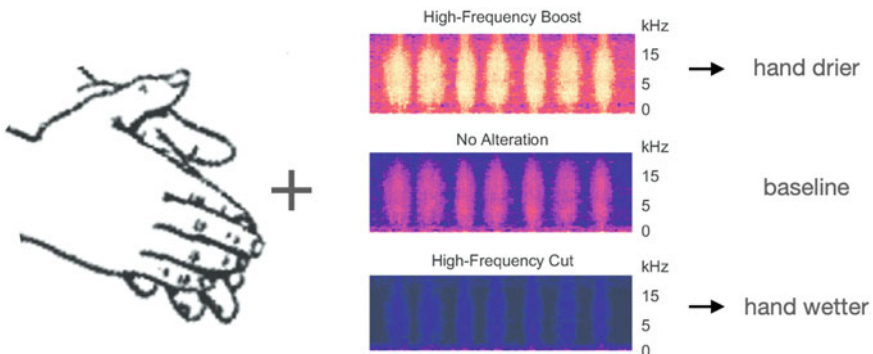 High-Frequency Boost
kHz
15
5
0
hand drier
No Alteration
kHz
15
5
0
baseline
High-Frequency Cut
kHz
15
5
0
hand wetter